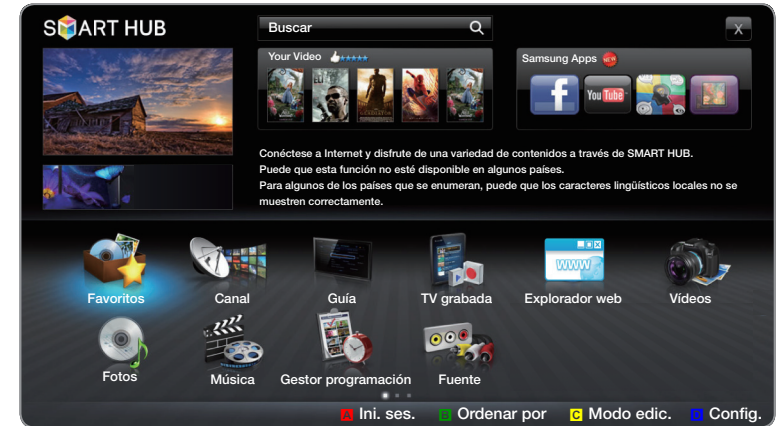 SMART HUB
Buscar
X
Your Video
Samsung Apps NEW
GLADIATOR
f
You Tube
Conéctese a Internet y disfrute de una variedad de contenidos a través de SMART HUB.
Puede que esta función no esté disponible en algunos países.
Para algunos de los países que se enumeran, puede que los caracteres lingüísticos locales no se
muestren correctamente.
www
Favoritos Canal Guía TV grabada Explorador web Vídeos
Fotos Música Gestor programación Fuente
A Ini. ses. B Ordenar por C Modo edic. D Config.